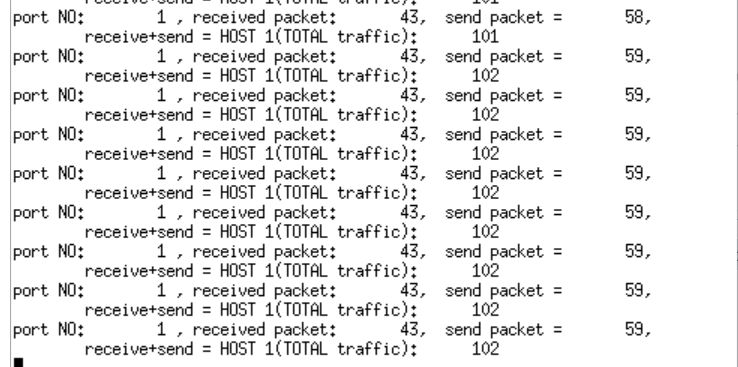 receive+send = HOST 1(TOTAL traffic): 101
port NO: 1 , received packet: 43, send packet = 58,
receive+send = HOST 1(TOTAL traffic): 101
port NO: 1 , received packet: 43, send packet = 59,
receive+send = HOST 1(TOTAL traffic): 102
port NO: 1 , received packet: 43, send packet = 59,
receive+send = HOST 1(TOTAL traffic): 102
port NO: 1 , received packet: 43, send packet = 59,
receive+send = HOST 1(TOTAL traffic): 102
port NO: 1 , received packet: 43, send packet = 59,
receive+send = HOST 1(TOTAL traffic): 102
port NO: 1 , received packet: 43, send packet = 59,
receive+send = HOST 1(TOTAL traffic): 102
port NO: 1 , received packet: 43, send packet = 59,
receive+send = HOST 1(TOTAL traffic): 102
port NO: 1 , received packet: 43, send packet = 59,
receive+send = HOST 1(TOTAL traffic): 102
port NO: 1 , received packet: 43, send packet = 59,
receive+send = HOST 1(TOTAL traffic): 102